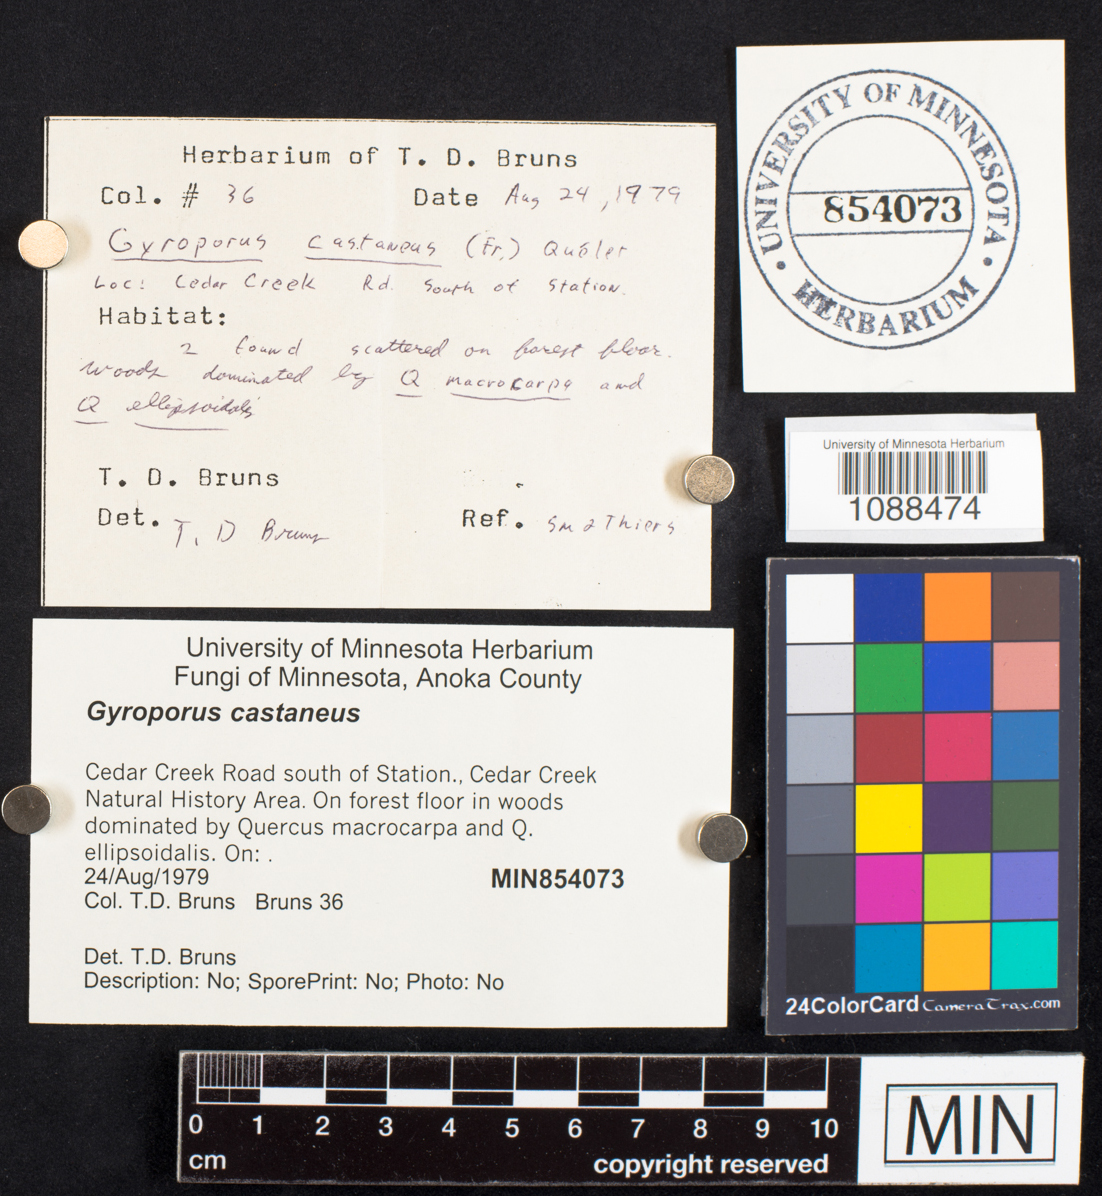 Herbarium of T. D. Bruns
Col. # 36 Date Aug 24, 1979
Gyroporus castaneus (Fr.) Quélet
Loc: Cedar Creek Rd. South of Station.
Habitat:
2 found scattered on forest floor.
woods dominated by Q macrocarpa and
Q ellipsoidalis
T. D. Bruns
Det. T. D Bruns Ref. Sm & Thiers
UNIVERSITY OF MINNESOTA
854073
HERBARIUM
University of Minnesota Herbarium
1088474
University of Minnesota Herbarium
Fungi of Minnesota, Anoka County
Gyroporus castaneus
Cedar Creek Road south of Station., Cedar Creek
Natural History Area. On forest floor in woods
dominated by Quercus macrocarpa and Q.
ellipsoidalis. On: .
24/Aug/1979 MIN854073
Col. T.D. Bruns Bruns 36
Det. T.D. Bruns
Description: No; SporePrint: No; Photo: No
24ColorCard CameraTrax.com
0 1 2 3 4 5 6 7 8 9 10
cm copyright reserved
MIN